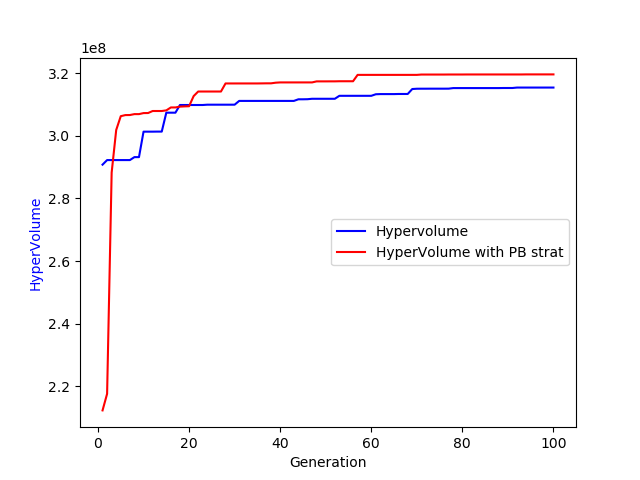 1e8
3.2
3.0
2.8
2.6
2.4
2.2
HyperVolume
Hypervolume
HyperVolume with PB strat
0 20 40 60 80 100
Generation